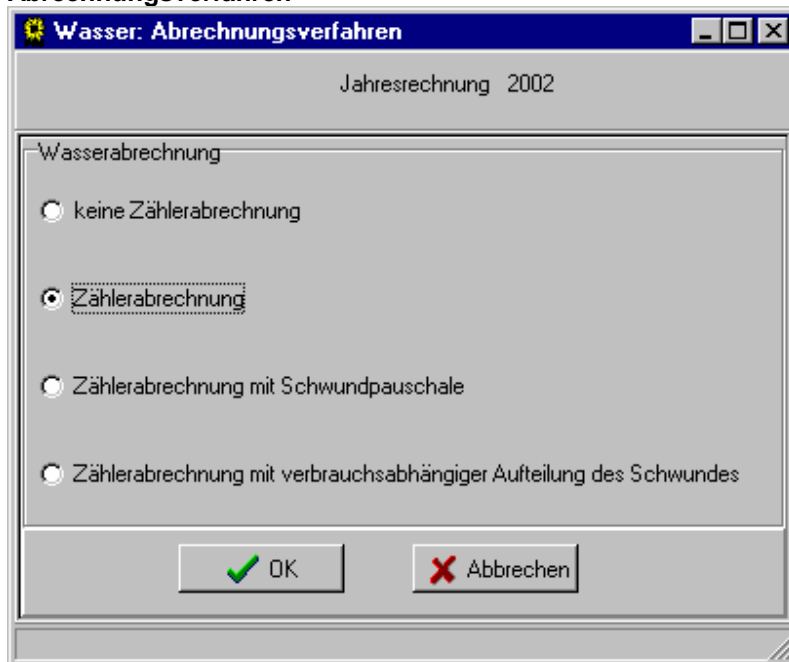 Abrechnungsverfahren
Wasser: Abrechnungsverfahren
Jahresrechnung 2002
Wasserabrechnung
keine Zählerabrechnung
Zählerabrechnung
Zählerabrechnung mit Schwundpauschale
Zählerabrechnung mit verbrauchsabhängiger Aufteilung des Schwundes
OK
Abbrechen